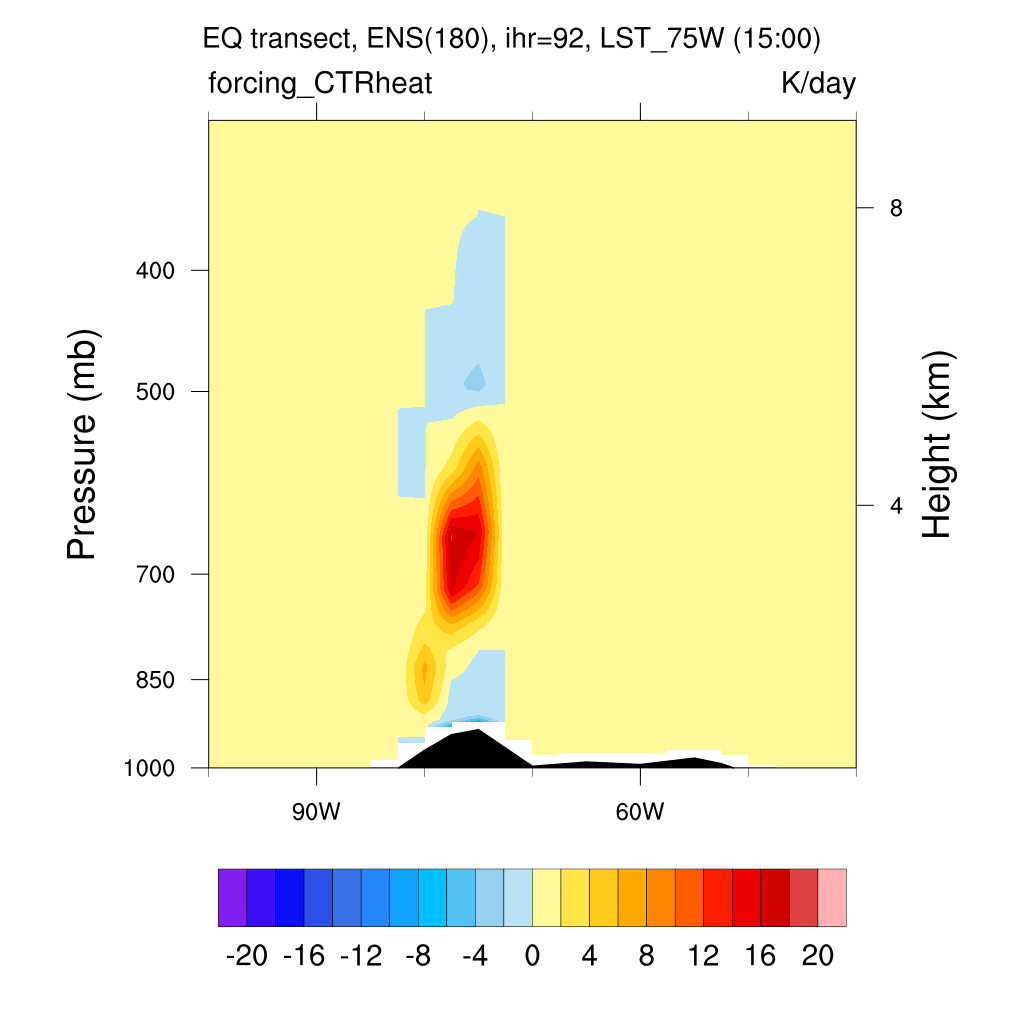 EQ transect, ENS(180), ihr=92, LST_75W (15:00)
forcing_CTRheat K/day
8
400
500
4
700
850
1000
Pressure (mb)
Height (km)
90W 60W
-20 -16 -12 -8 -4 0 4 8 12 16 20